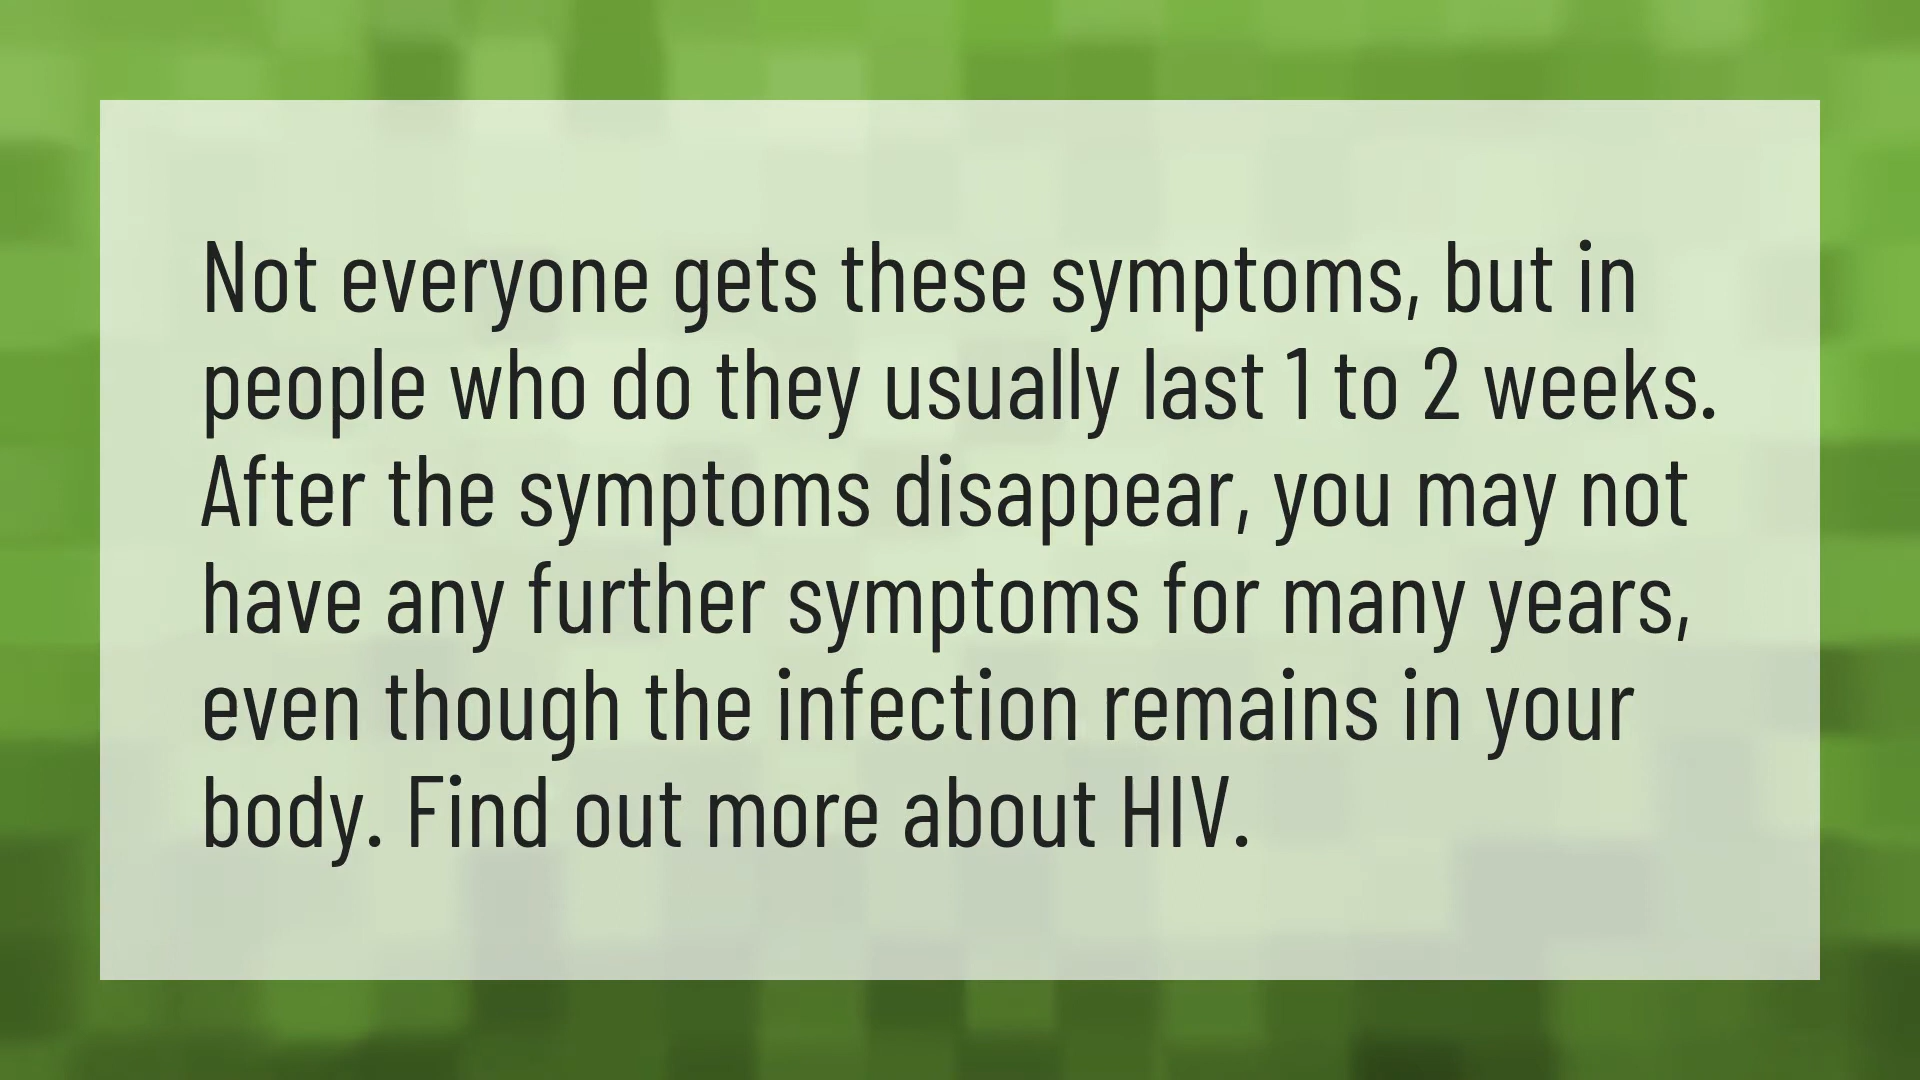 Not everyone gets these symptoms, but in
people who do they usually last 1 to 2 weeks.
After the symptoms disappear, you may not
have any further symptoms for many years,
even though the infection remains in your
body. Find out more about HIV.